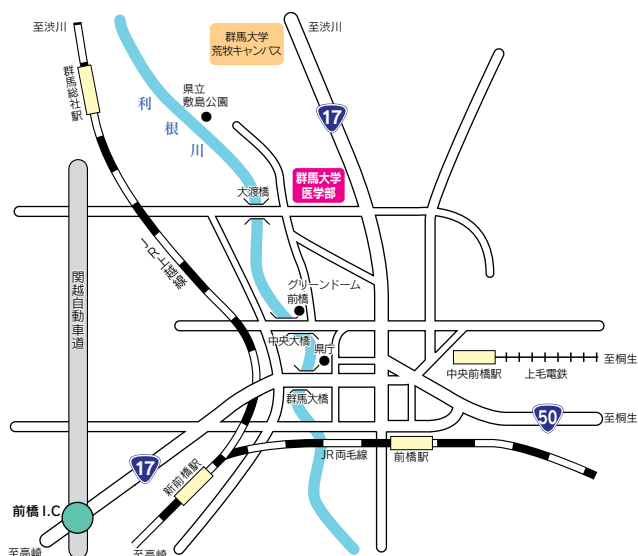 至渋川
至渋川
群馬大学
荒牧キャンパス
群馬総社駅
県立
敷島公園
利根川
17
群馬大学
医学部
大渡橋
JR上越線
関越自動車道
グリーンドーム
前橋
中央大橋
県庁
中央前橋駅
上毛電鉄
至桐生
群馬大橋
50
至桐生
JR両毛線
前橋駅
17
新前橋駅
前橋 I.C
至高崎
至高崎